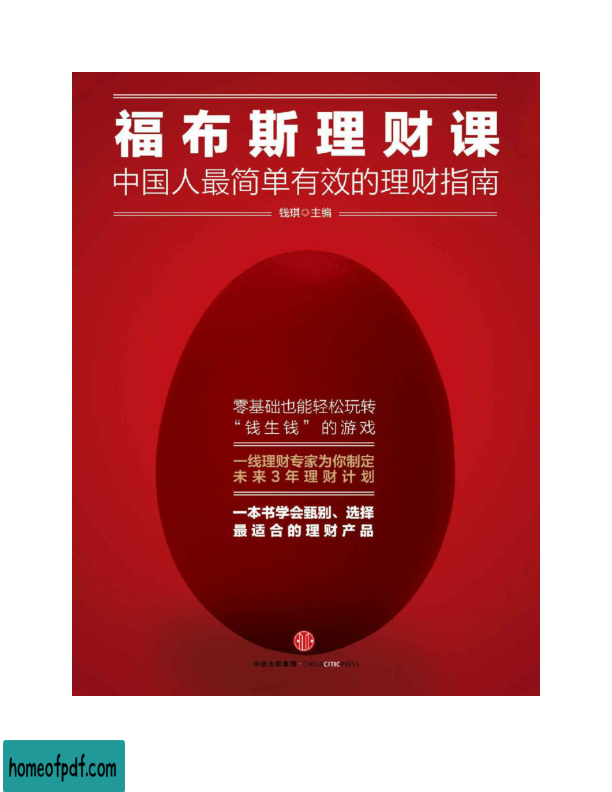 福布斯理财课
中国人最简单有效的理财指南
钱琪◎主编
零基础也能轻松玩转
“钱生钱”的游戏
一线理财专家为你制定
未来3年理财计划
一本书学会甄别、选择
最适合的理财产品
CITIC
中信出版集团·CHINACITICPRESS
homeofpdf.com